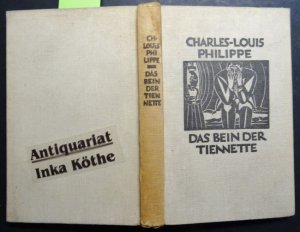 Antiquariat
Inka Köthe
CH-
LOUIS
PHI
LIPPE
DAS
BEIN
DER
TIEN
NETTE
CHARLES-LOUIS
PHILIPPE
DAS BEIN DER
TIENNETTE